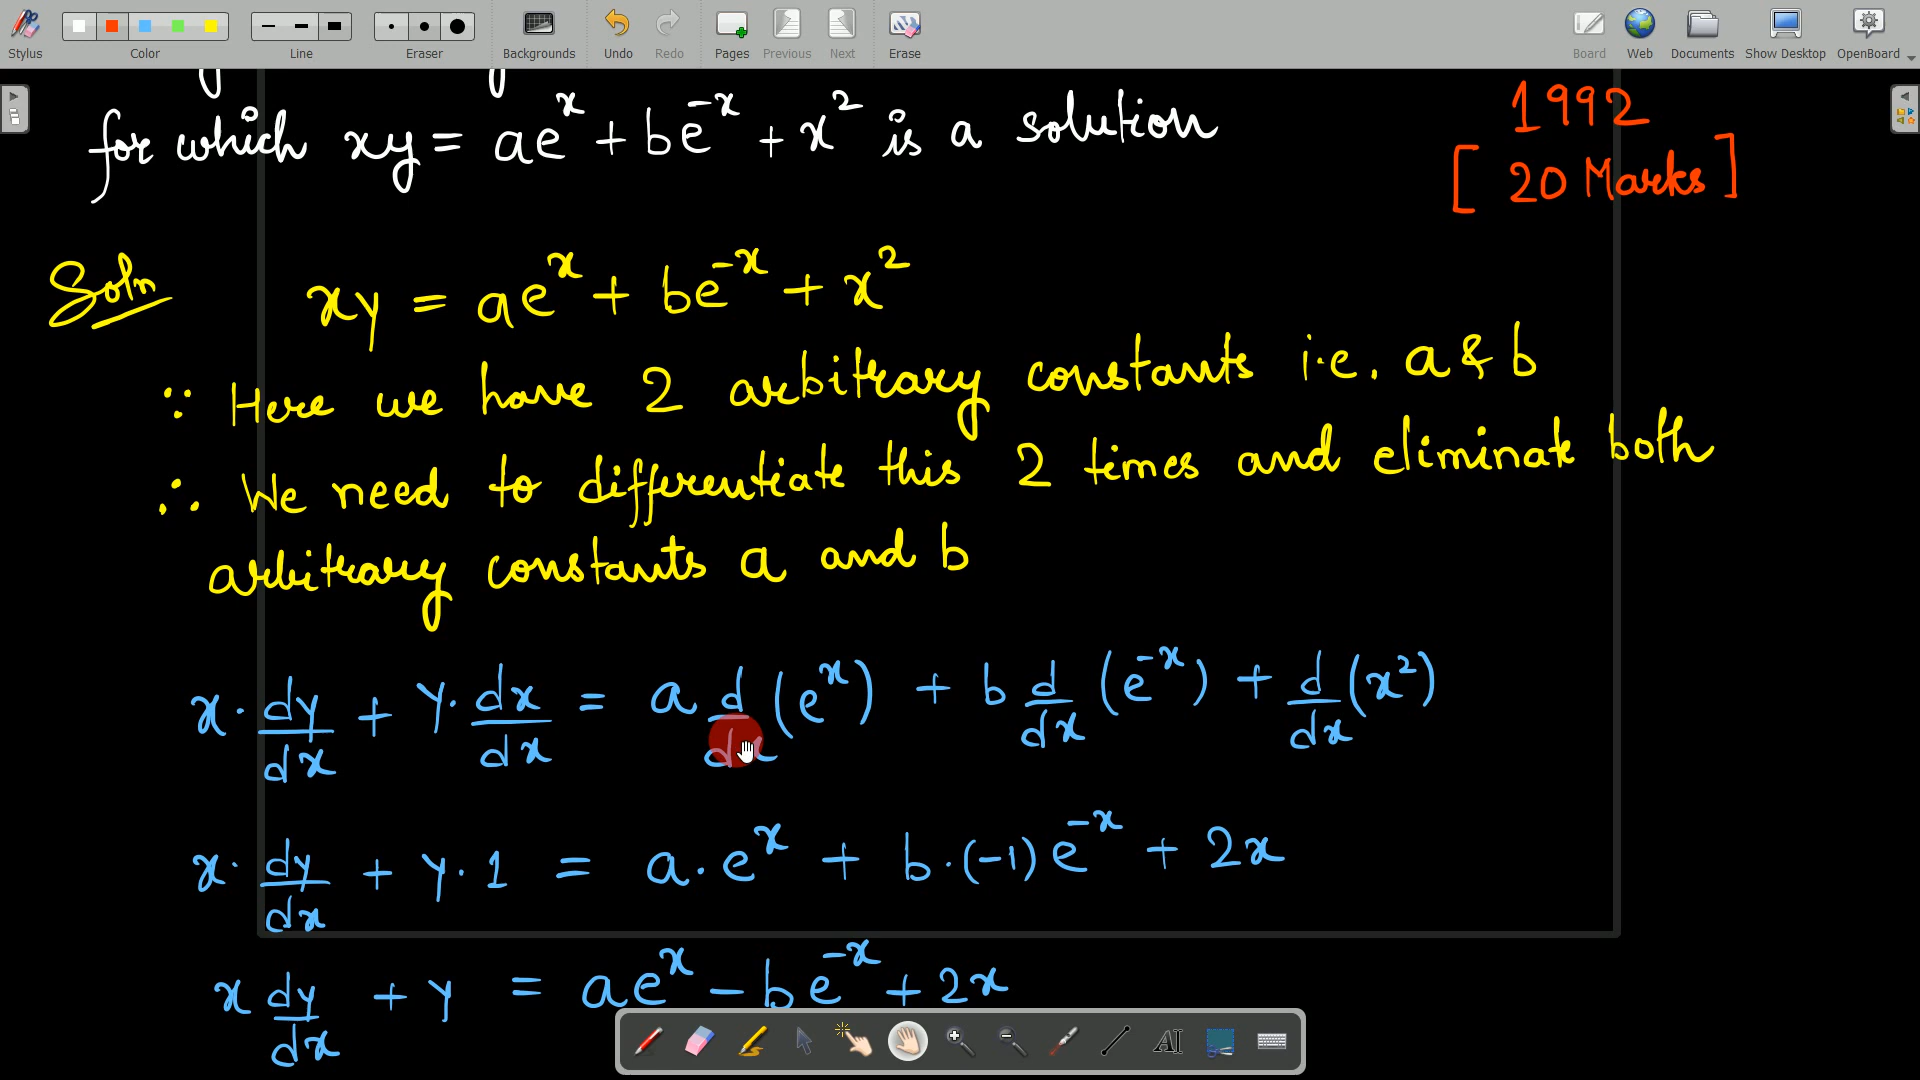 Stylus Color Line Eraser Backgrounds Undo Redo Pages Previous Next Erase Board Web Documents Show Desktop OpenBoard
for which xy = ae^x + be^-x + x^2 is a solution
1992
[20 Marks]
Soln xy = ae^x + be^-x + x^2
∵ Here we have 2 arbitrary constants i.e. a & b
∴ We need to differentiate this 2 times and eliminate both
arbitrary constants a and b
x · dy/dx + y · dx/dx = a d/dx (e^x) + b d/dx (e^-x) + d/dx (x^2)
x · dy/dx + y · 1 = a · e^x + b · (-1) e^-x + 2x
x dy/dx + y = ae^x - be^-x + 2x